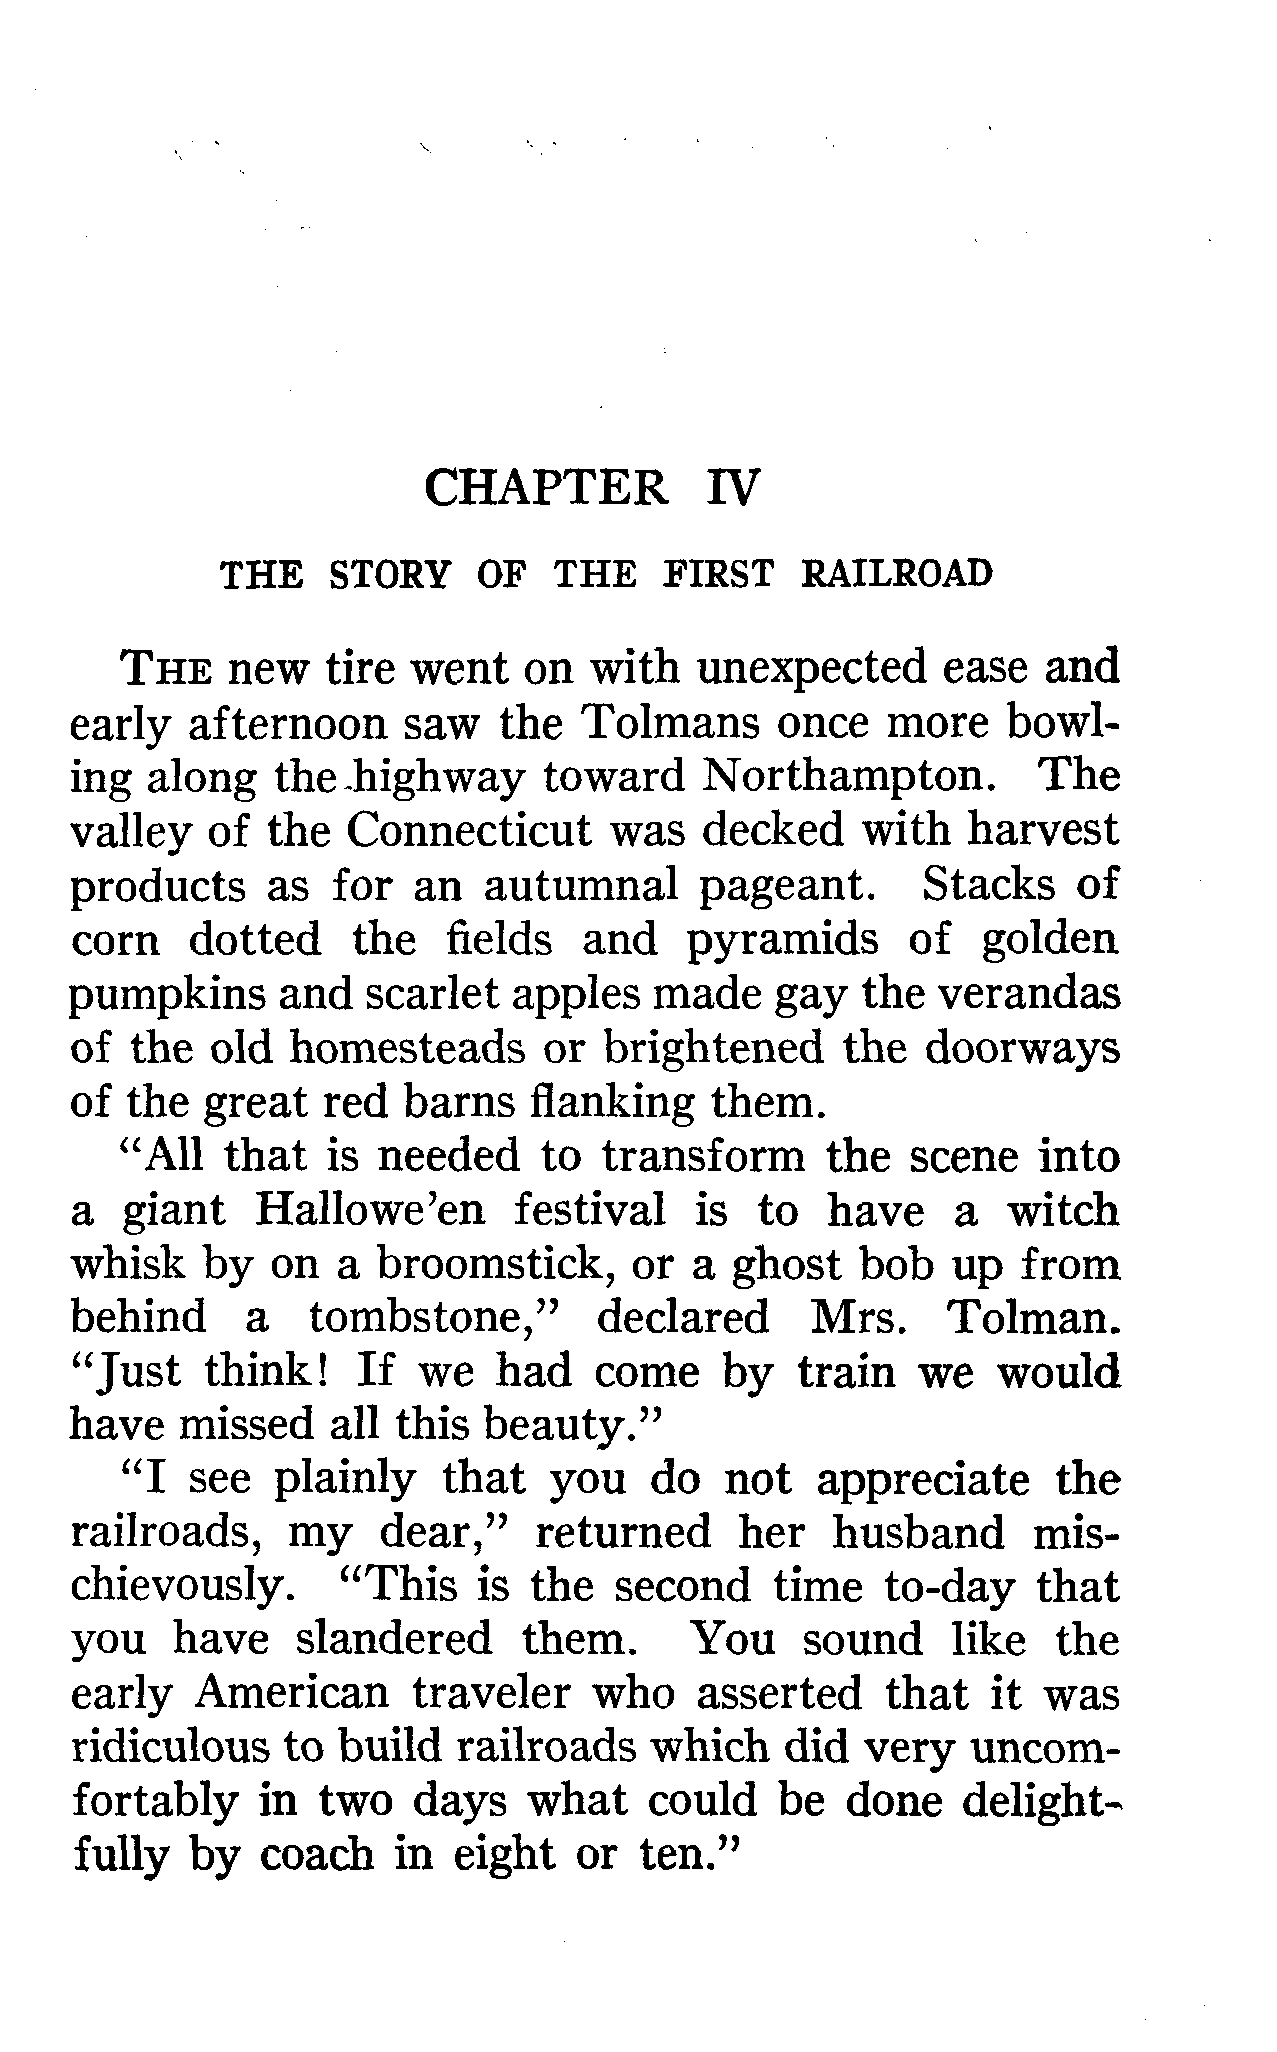 CHAPTER IV
THE STORY OF THE FIRST RAILROAD
THE new tire went on with unexpected ease and
early afternoon saw the Tolmans once more bowl-
ing along the highway toward Northampton. The
valley of the Connecticut was decked with harvest
products as for an autumnal pageant. Stacks of
corn dotted the fields and pyramids of golden
pumpkins and scarlet apples made gay the verandas
of the old homesteads or brightened the doorways
of the great red barns flanking them.
“All that is needed to transform the scene into
a giant Hallowe’en festival is to have a witch
whisk by on a broomstick, or a ghost bob up from
behind a tombstone,” declared Mrs. Tolman.
“Just think! If we had come by train we would
have missed all this beauty.”
“I see plainly that you do not appreciate the
railroads, my dear,” returned her husband mis-
chievously. “This is the second time to-day that
you have slandered them. You sound like the
early American traveler who asserted that it was
ridiculous to build railroads which did very uncom-
fortably in two days what could be done delight-
fully by coach in eight or ten.”